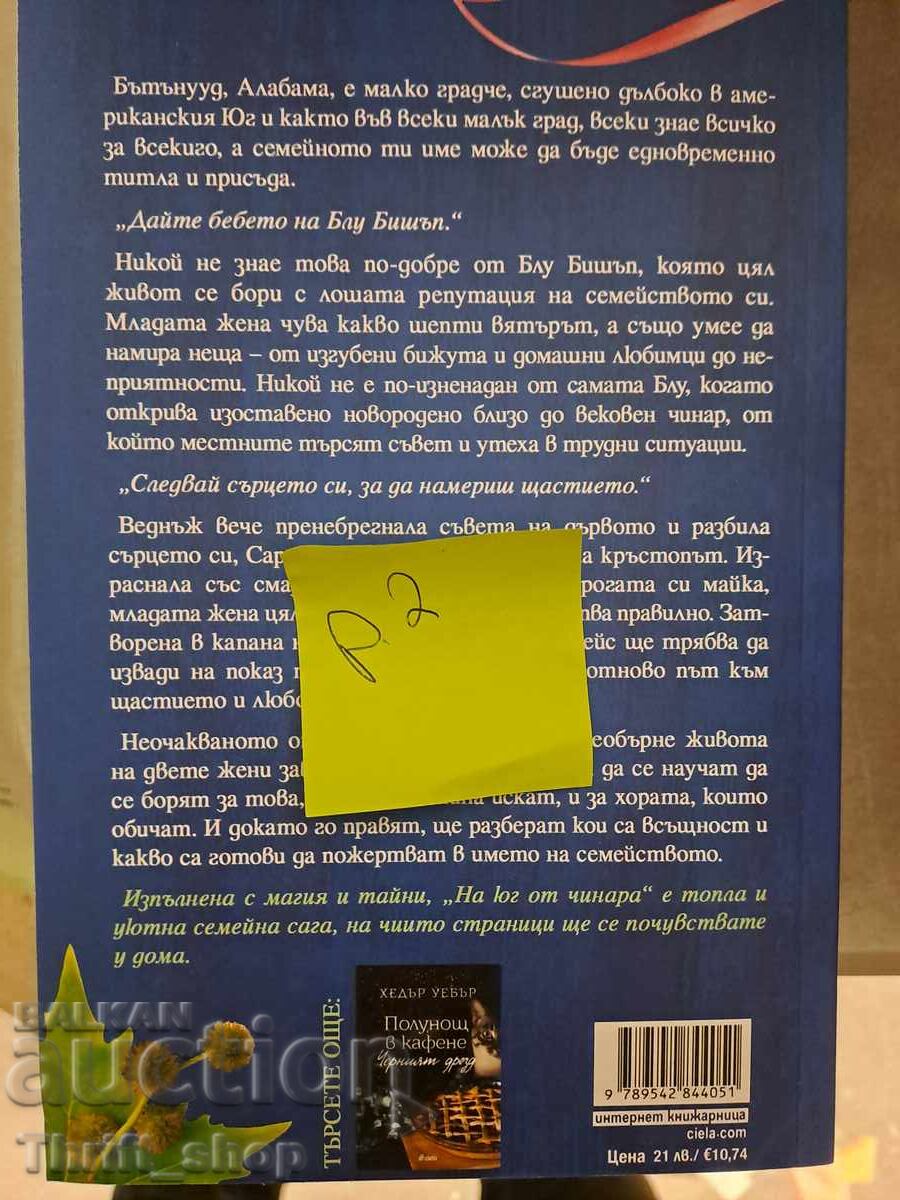 Бътънууд, Алабама, е малко градче, сгушено дълбоко в аме-
риканския Юг и както във всеки малък град, всеки знае всичко
за всекиго, а семейното ти име може да бъде едновременно
титла и присъда.
„Дайте бебето на Блу Бишъп.“
Никой не знае това по-добре от Блу Бишъп, която цял
живот се бори с лошата репутация на семейството си.
Младата жена чува какво шепти вятърът, а също умее да
намира неща – от изгубени бижута и домашни любимци до не-
приятности. Никой не е по-изненадан от самата Блу, когато
открива изоставено новородено близо до вековен чинар, от
който местните търсят съвет и утеха в трудни ситуации.
„Следвай сърцето си, за да намериш щастието.“
Веднъж вече пренебрегнала съвета на дървото и разбила
сърцето си, Сар а кръстопът. Из-
раснала със сма рогата си майка,
младата жена цял ва правилно. Зат-
ворена в капана н ейс ще трябва да
извади на показ отново път към
щастието и любо
Неочакваното о еобърне живота
на двете жени за да се научат да
се борят за това, искат, и за хората, които
обичат. И докато го правят, ще разберат кои са всъщност и
какво са готови да пожертват в името на семейството.
Изпълнена с магия и тайни, „На юг от чинара“ е топла и
уютна семейна сага, на чиито страници ще се почувствате
у дома.
p. 2
ТЪРСЕТЕ ОЩЕ:
ХЕДЪР УЕБЪР
Полунощ
в кафене
Черният дрозд
9 789542 844051
интернет книжарница
ciela.com
Цена 21 лв./ €10,74
BALKAN
auction
Thrift_shop